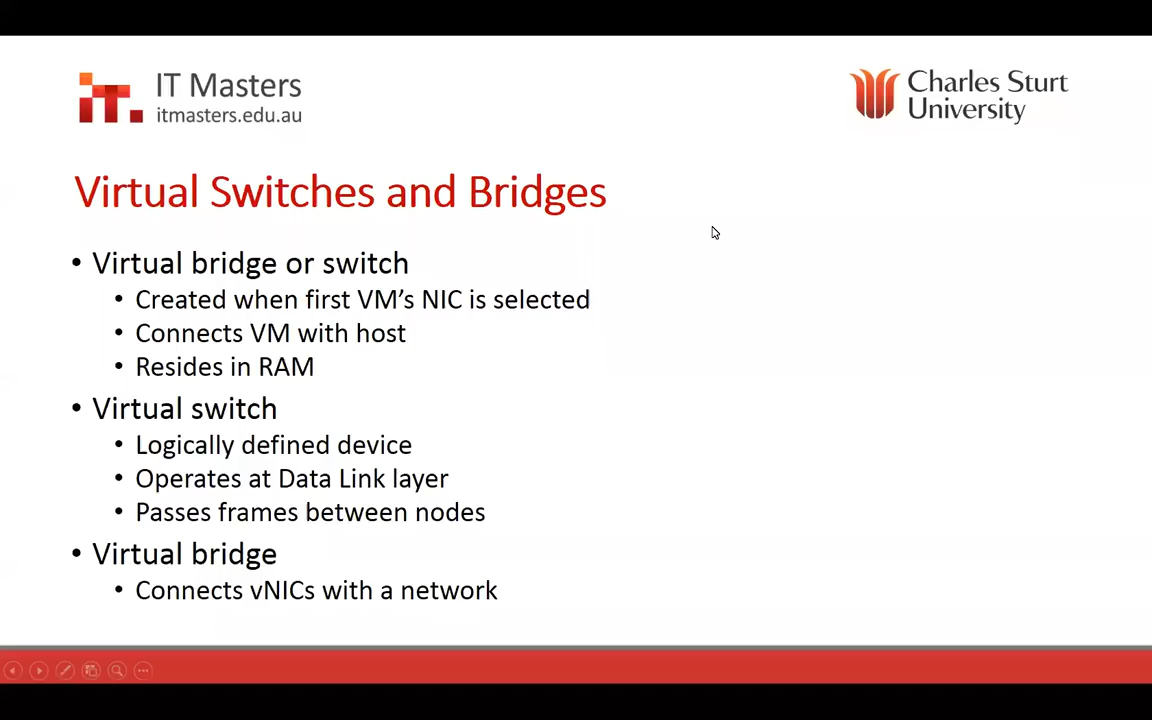 IT Masters
itmasters.edu.au
Charles Sturt
University
Virtual Switches and Bridges
• Virtual bridge or switch
• Created when first VM's NIC is selected
• Connects VM with host
• Resides in RAM
• Virtual switch
• Logically defined device
• Operates at Data Link layer
• Passes frames between nodes
• Virtual bridge
• Connects vNICs with a network